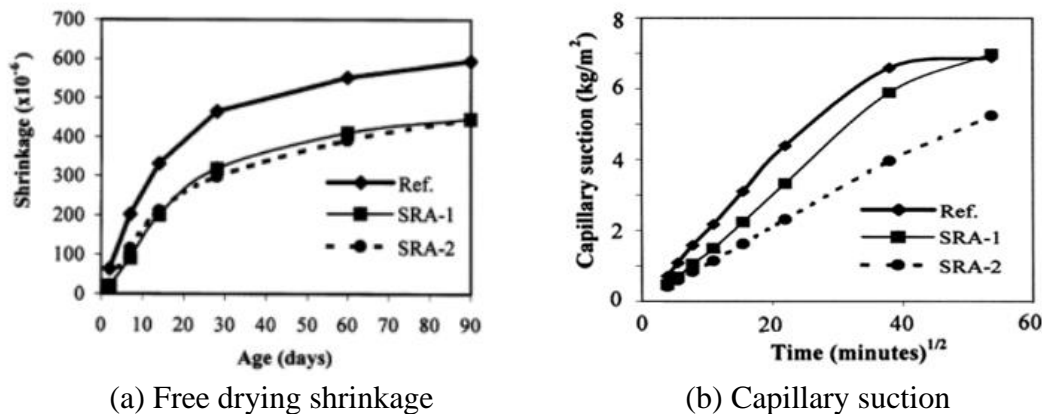 700
600
500
400
300
200
100
0
Shrinkage (x10⁻⁶)
Ref.
SRA-1
SRA-2
0 10 20 30 40 50 60 70 80 90
Age (days)
(a) Free drying shrinkage
8
6
4
2
0
Capillary suction (kg/m²)
Ref.
SRA-1
SRA-2
0 20 40 60
Time (minutes)¹/²
(b) Capillary suction